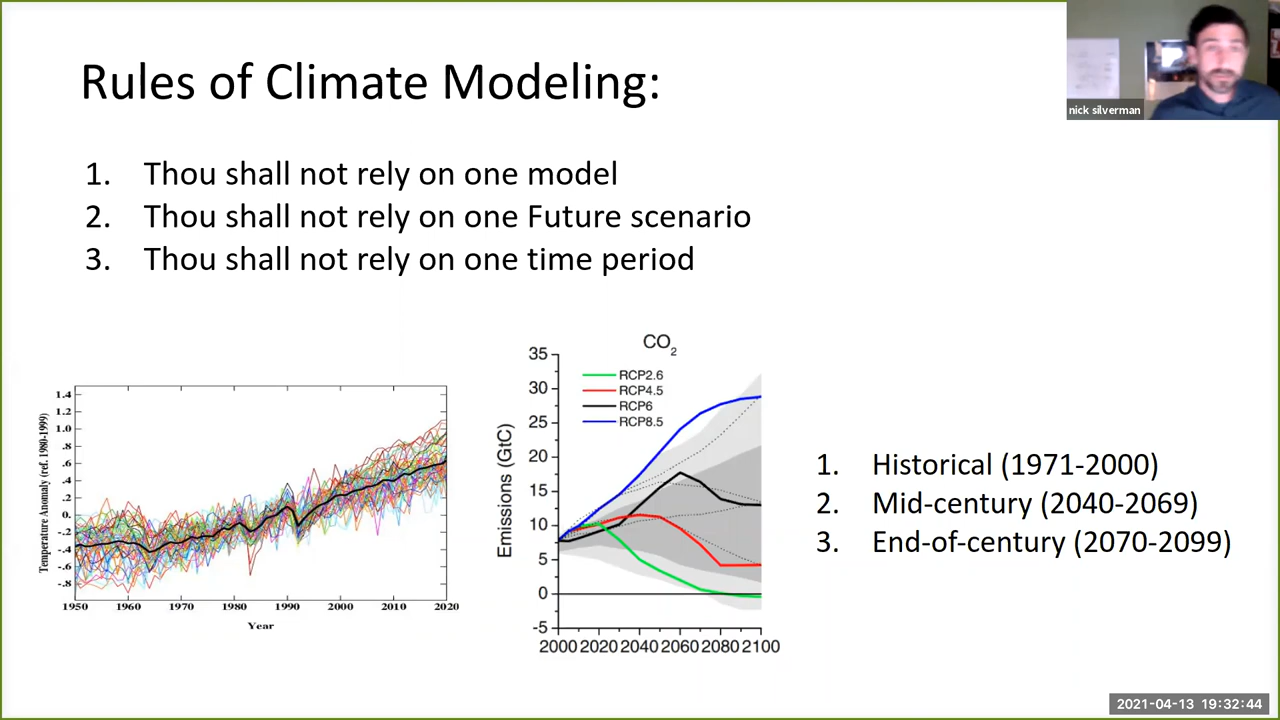 Rules of Climate Modeling:
nick silverman
1. Thou shall not rely on one model
2. Thou shall not rely on one Future scenario
3. Thou shall not rely on one time period
1.4
1.2
1.0
.8
.6
.4
.2
0.
-.2
-.4
-.6
-.8
Temperature Anomaly (ref. 1980-1999)
1950 1960 1970 1980 1990 2000 2010 2020
Year
CO2
35
30
25
20
15
10
5
0
-5
Emissions (GtC)
RCP2.6
RCP4.5
RCP6
RCP8.5
2000 2020 2040 2060 2080 2100
1. Historical (1971-2000)
2. Mid-century (2040-2069)
3. End-of-century (2070-2099)
2021-04-13 19:32:44